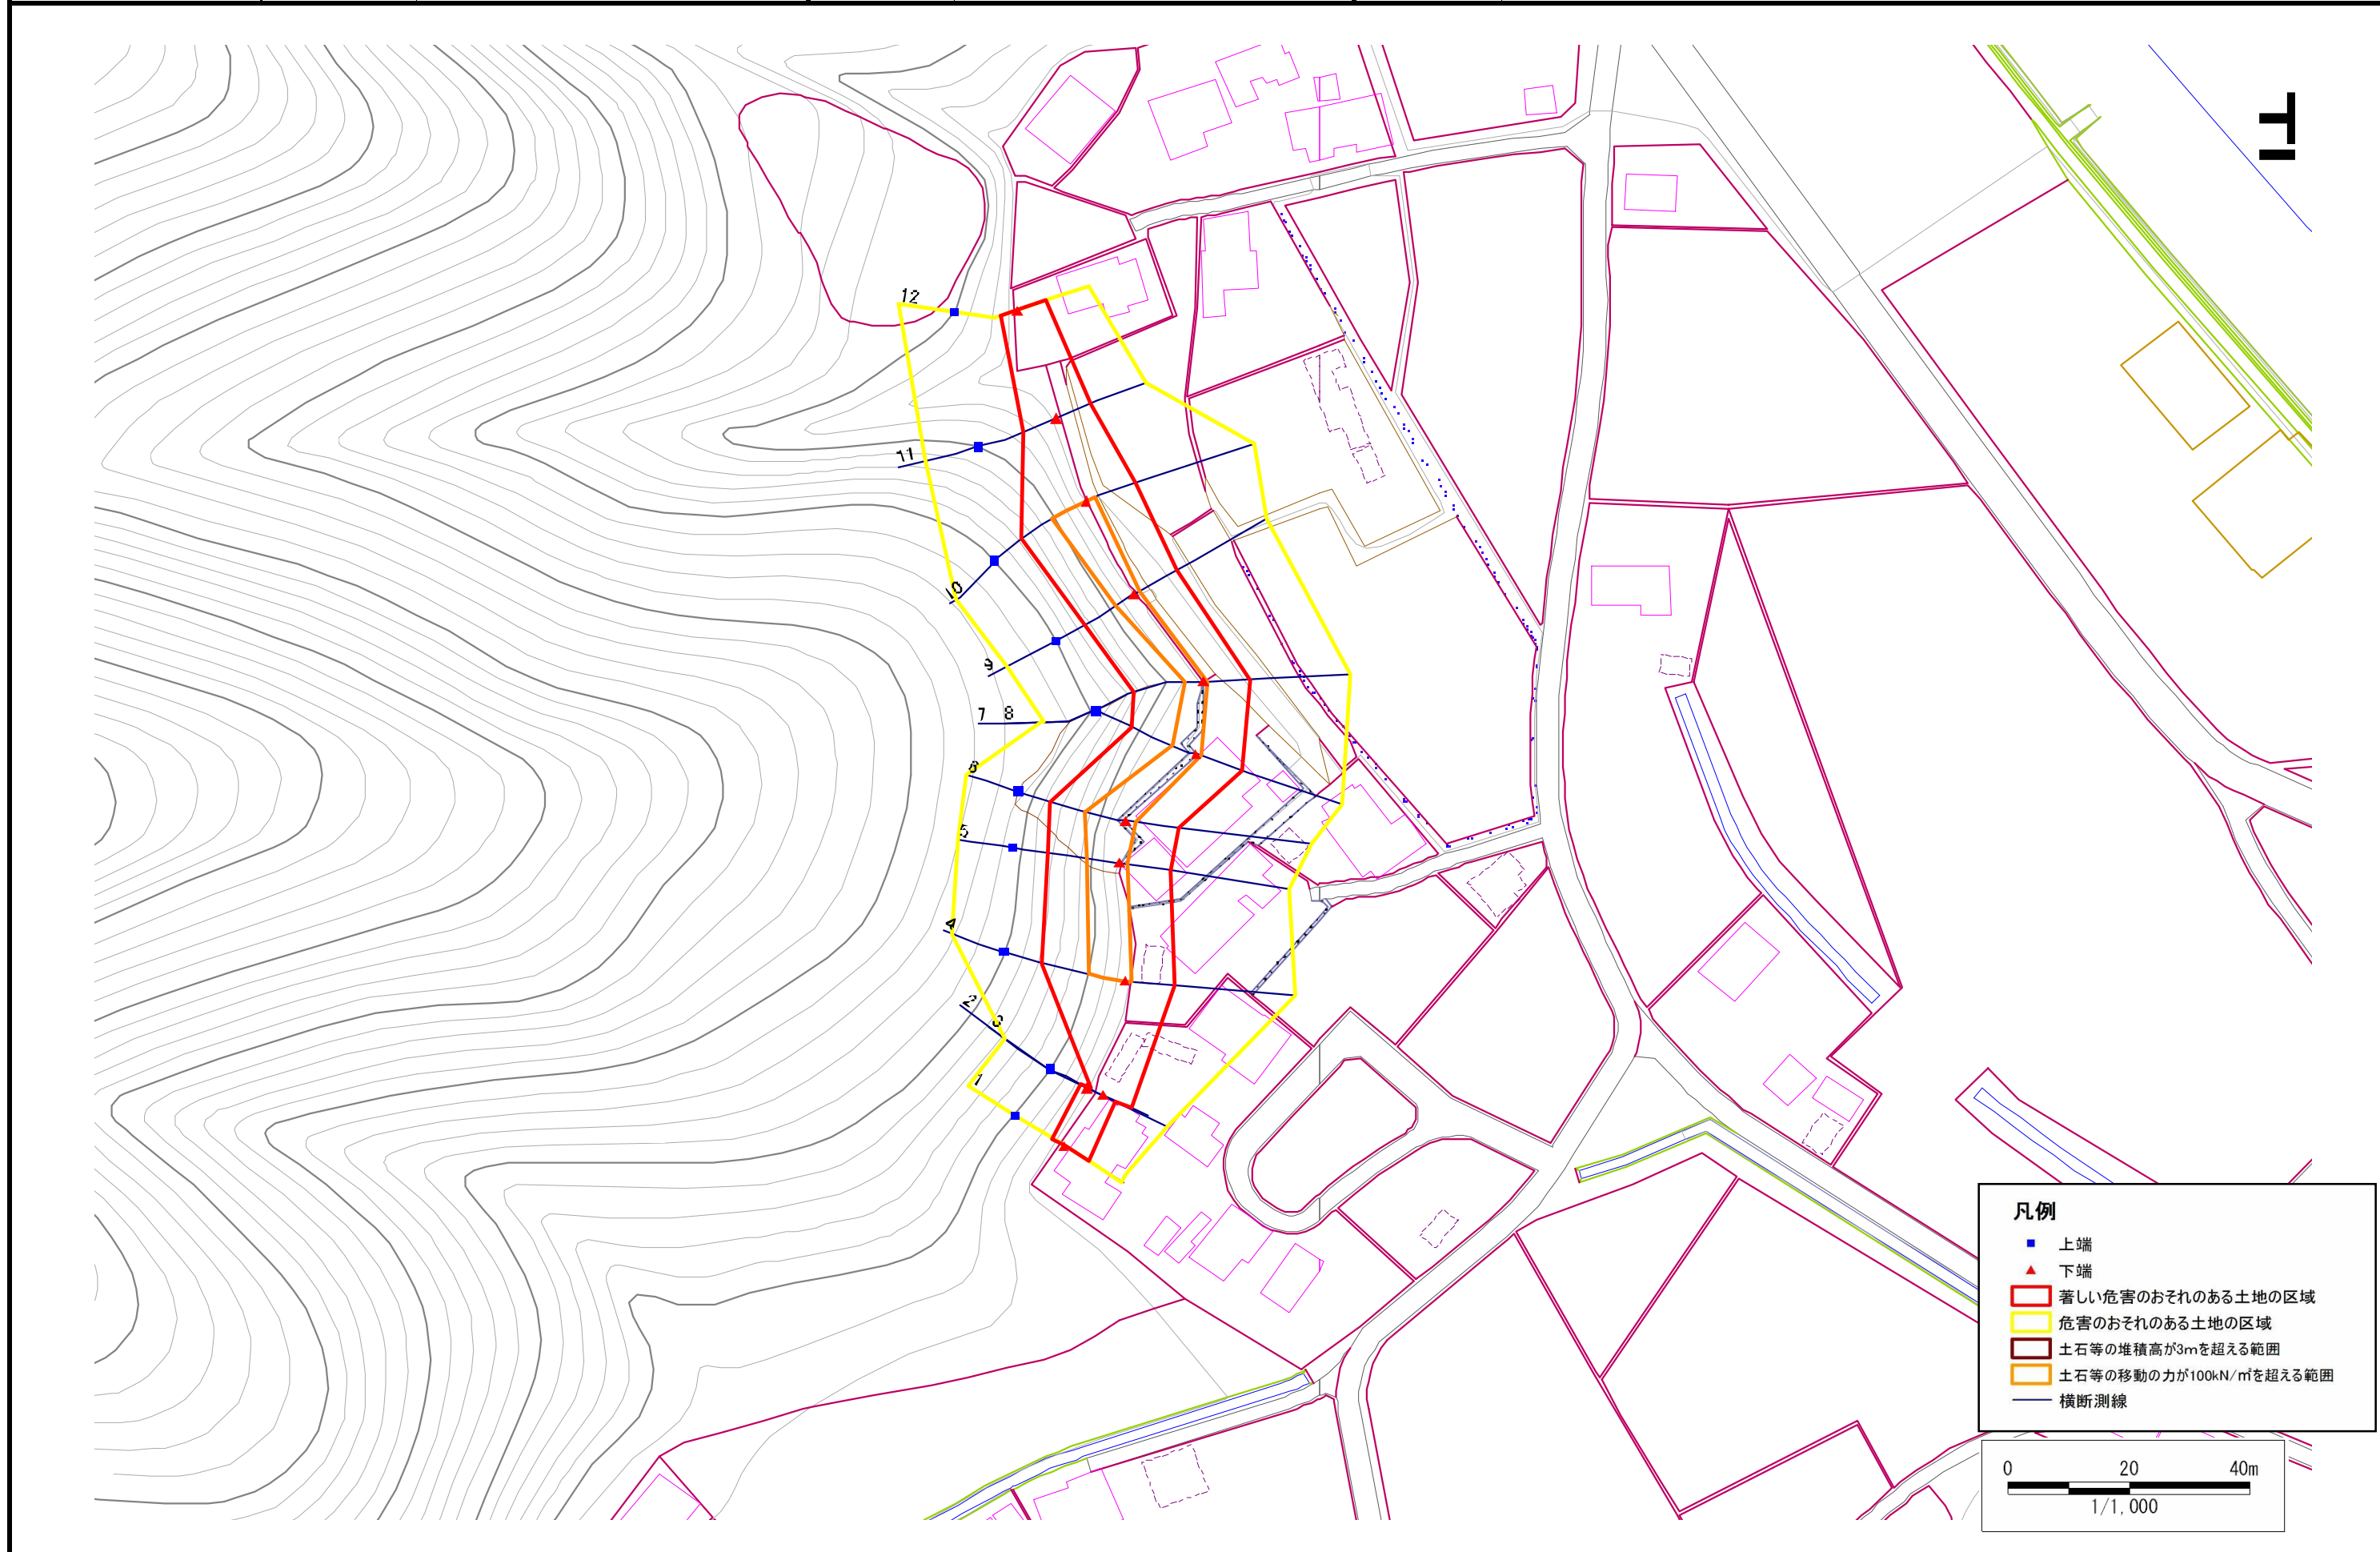 12
11
10
9
7 8
6
5
4
2
3
1
凡例
上端
下端
著しい危害のおそれのある土地の区域
危害のおそれのある土地の区域
土石等の堆積高が3mを超える範囲
土石等の移動の力が100kN/㎡を超える範囲
横断測線
0 20 40m
1/1,000